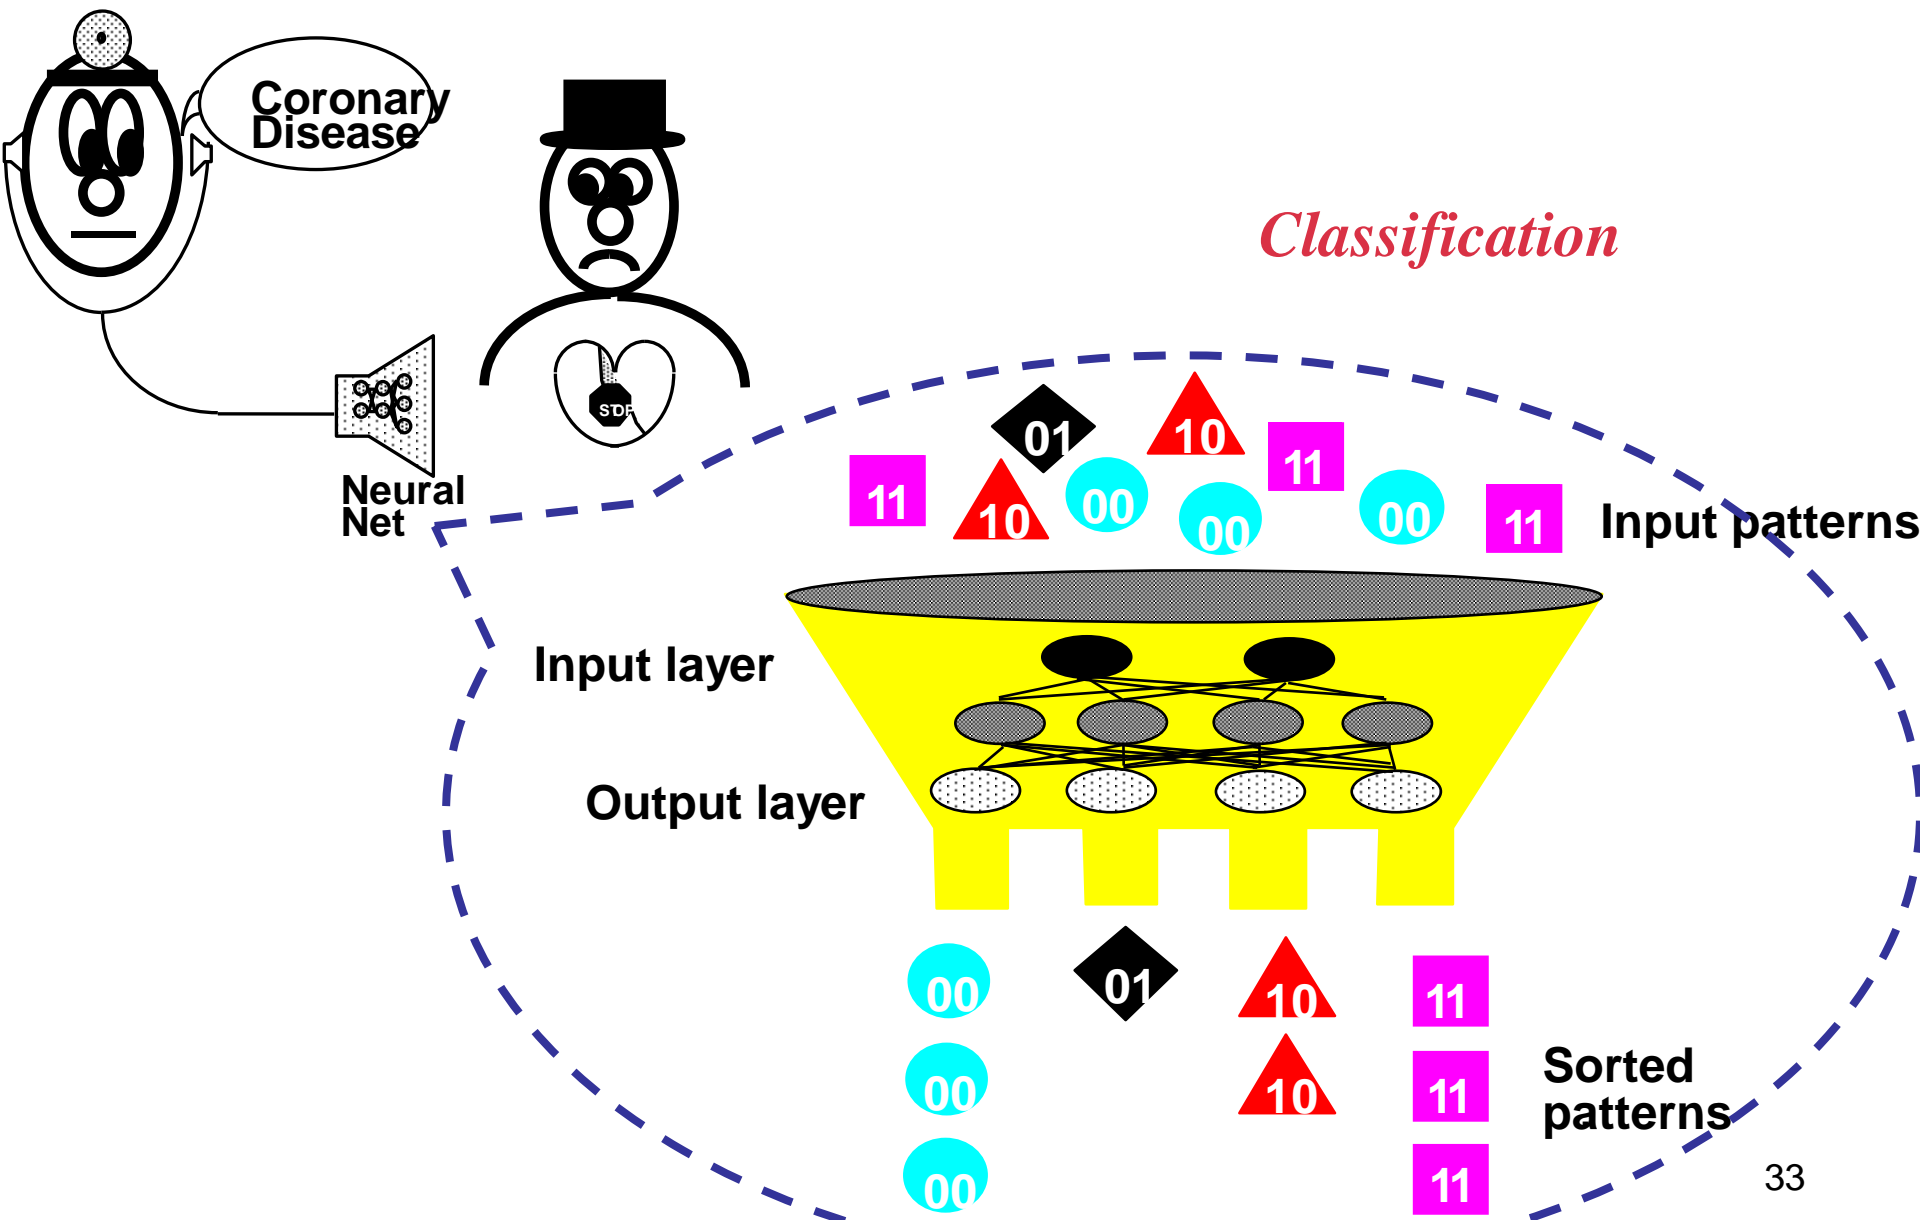 Coronary
Disease
Classification
STOP
Neural
Net
01
10
11
11
10
00
00
00
11
Input patterns
Input layer
Output layer
00
01
10
11
00
10
11
Sorted
patterns
00
11
33